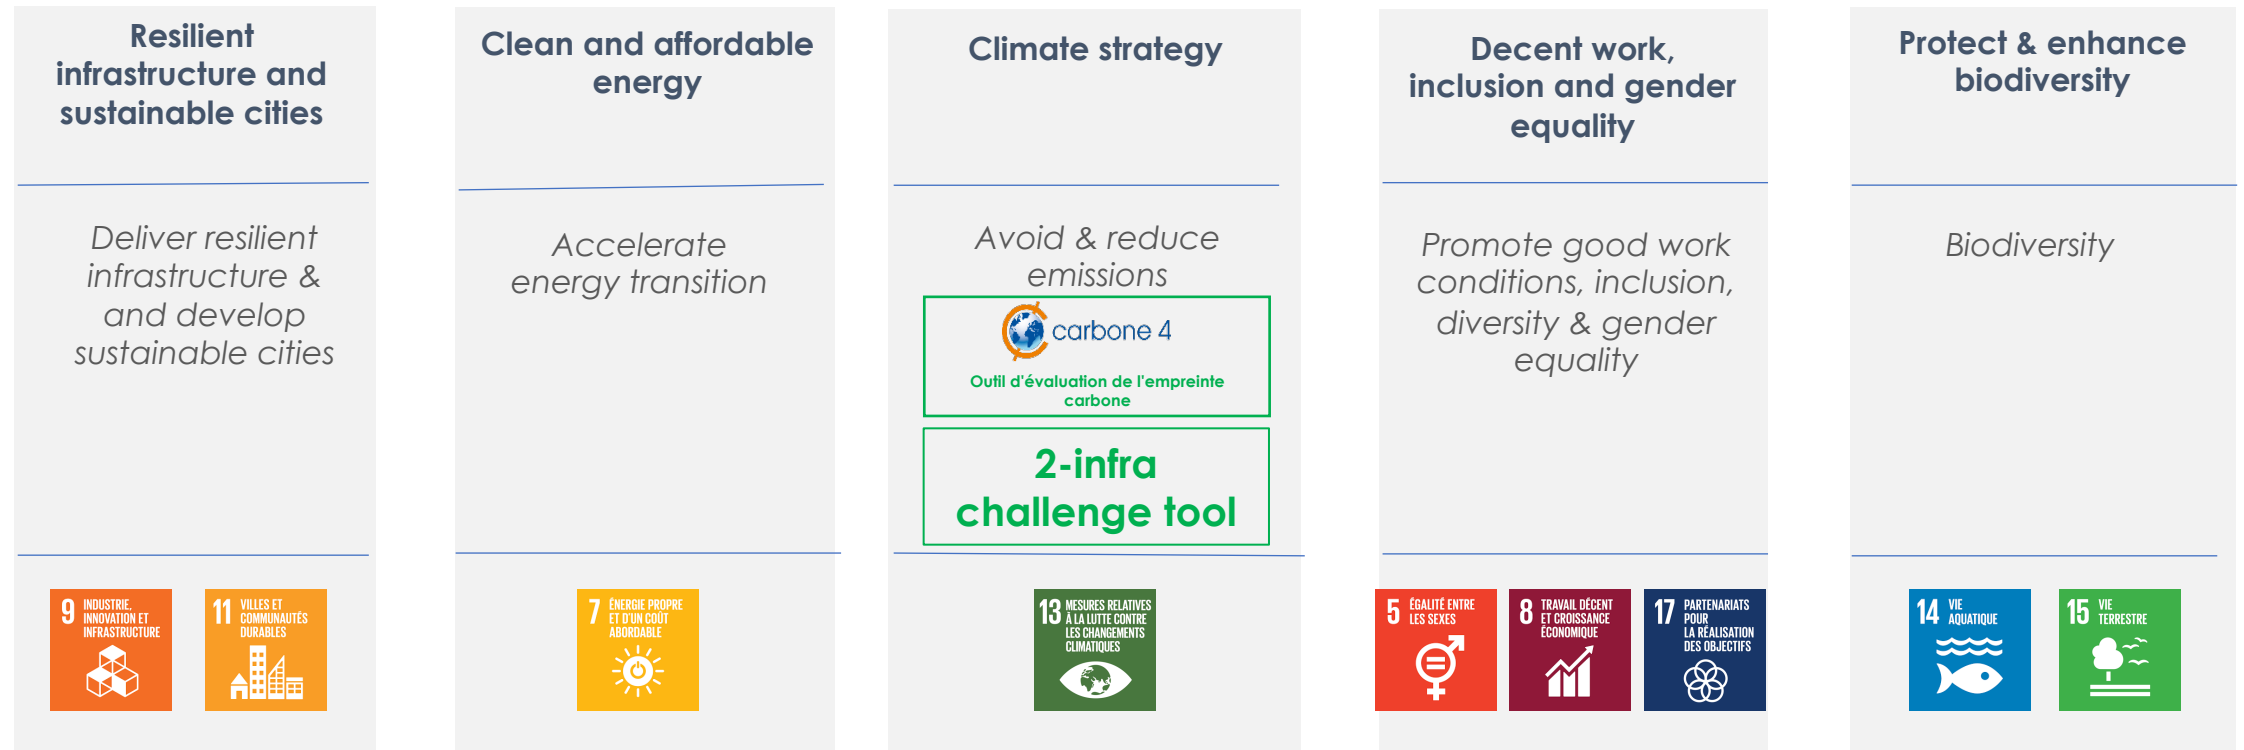 Resilient
infrastructure and
sustainable cities
Deliver resilient
infrastructure &
and develop
sustainable cities
9 INDUSTRIE,
INNOVATION ET
INFRASTRUCTURE
11 VILLES ET
COMMUNAUTÉS
DURABLES
Clean and affordable
energy
Accelerate
energy transition
7 ÉNERGIE PROPRE
ET D'UN COÛT
ABORDABLE
Climate strategy
Avoid & reduce
emissions
carbone 4
Outil d'évaluation de l'empreinte
carbone
2-infra
challenge tool
13 MESURES RELATIVES
À LA LUTTE CONTRE
LES CHANGEMENTS
CLIMATIQUES
Decent work,
inclusion and gender
equality
Promote good work
conditions, inclusion,
diversity & gender
equality
5 ÉGALITÉ ENTRE
LES SEXES
8 TRAVAIL DÉCENT
ET CROISSANCE
ÉCONOMIQUE
17 PARTENARIATS
POUR
LA RÉALISATION
DES OBJECTIFS
Protect & enhance
biodiversity
Biodiversity
14 VIE
AQUATIQUE
15 VIE
TERRESTRE